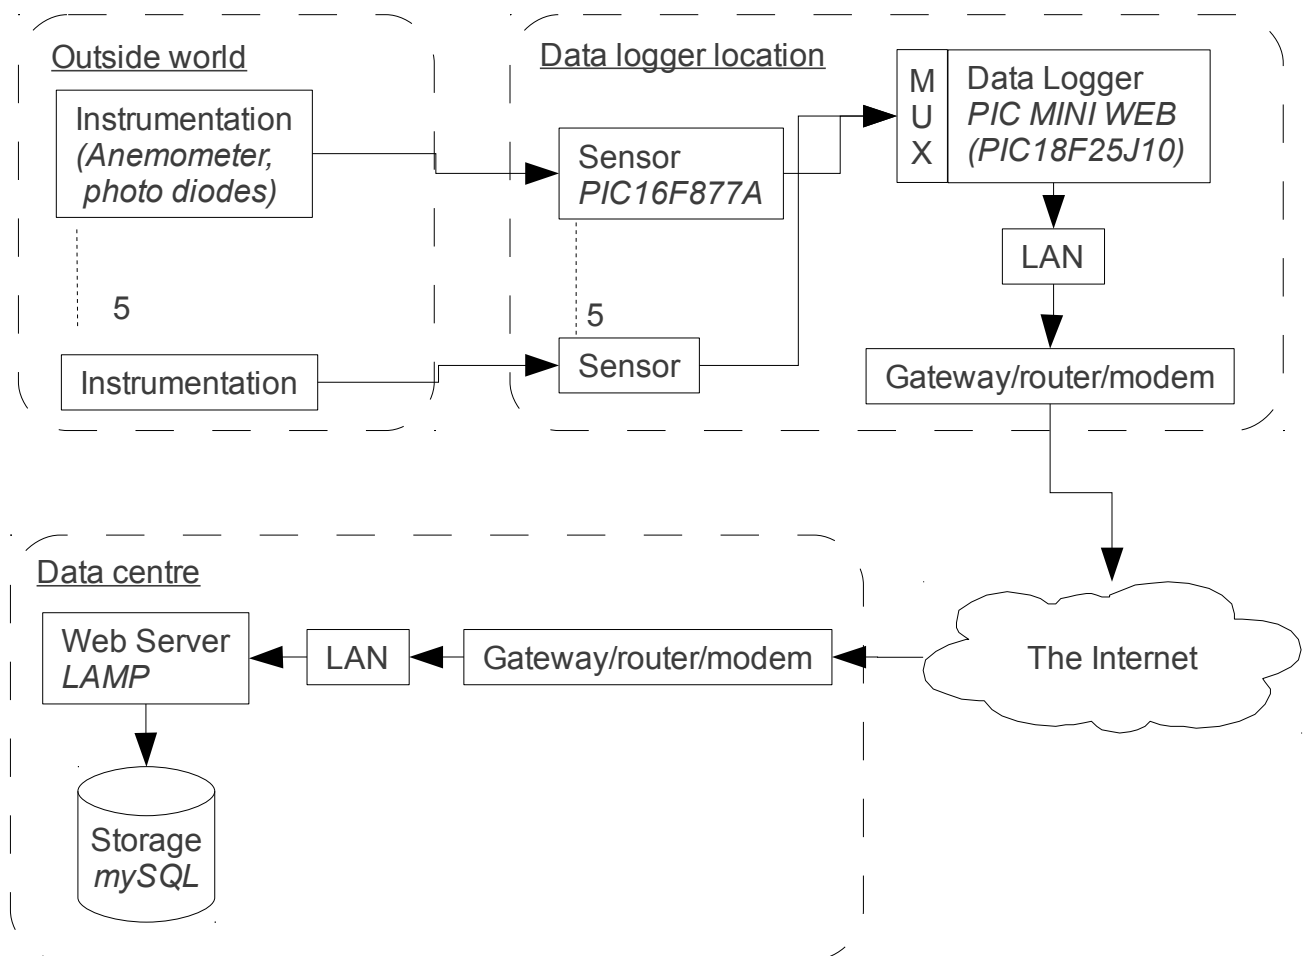 Outside world
Instrumentation
(Anemometer,
photo diodes)
5
Instrumentation
Data logger location
Sensor
PIC16F877A
5
Sensor
M
U
X
Data Logger
PIC MINI WEB
(PIC18F25J10)
LAN
Gateway/router/modem
The Internet
Data centre
Web Server
LAMP
LAN
Gateway/router/modem
Storage
mySQL